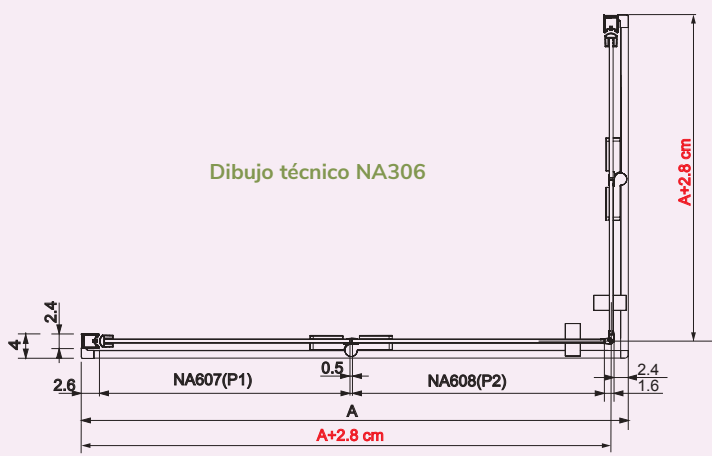 Dibujo técnico NA306
A+2.8 cm
2.4
4
0.5
2.6
NA607(P1)
NA608(P2)
2.4
1.6
A
A+2.8 cm